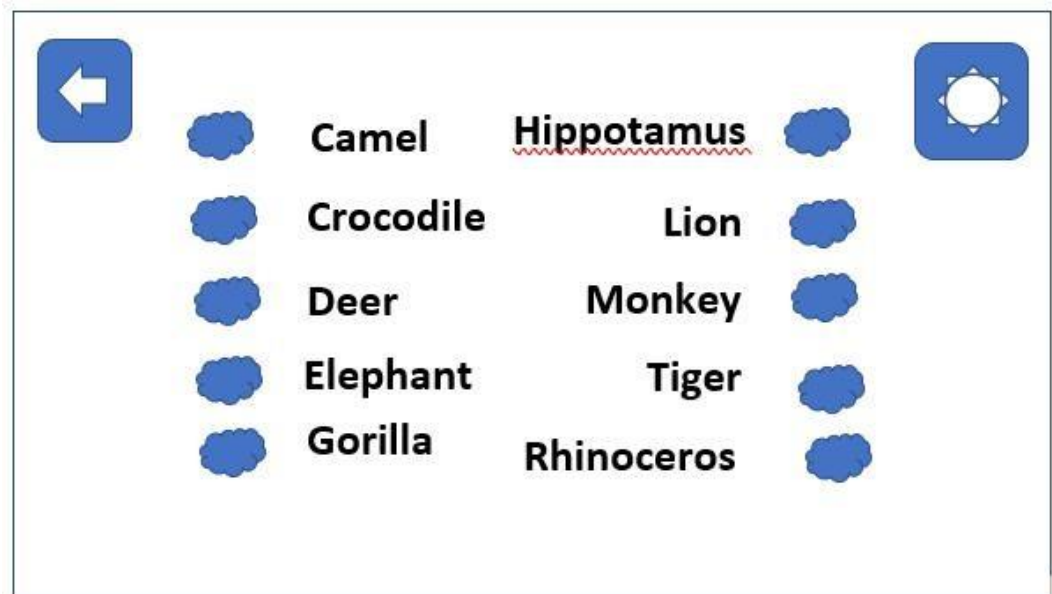 Camel
Crocodile
Deer
Elephant
Gorilla
Hippotamus
Lion
Monkey
Tiger
Rhinoceros